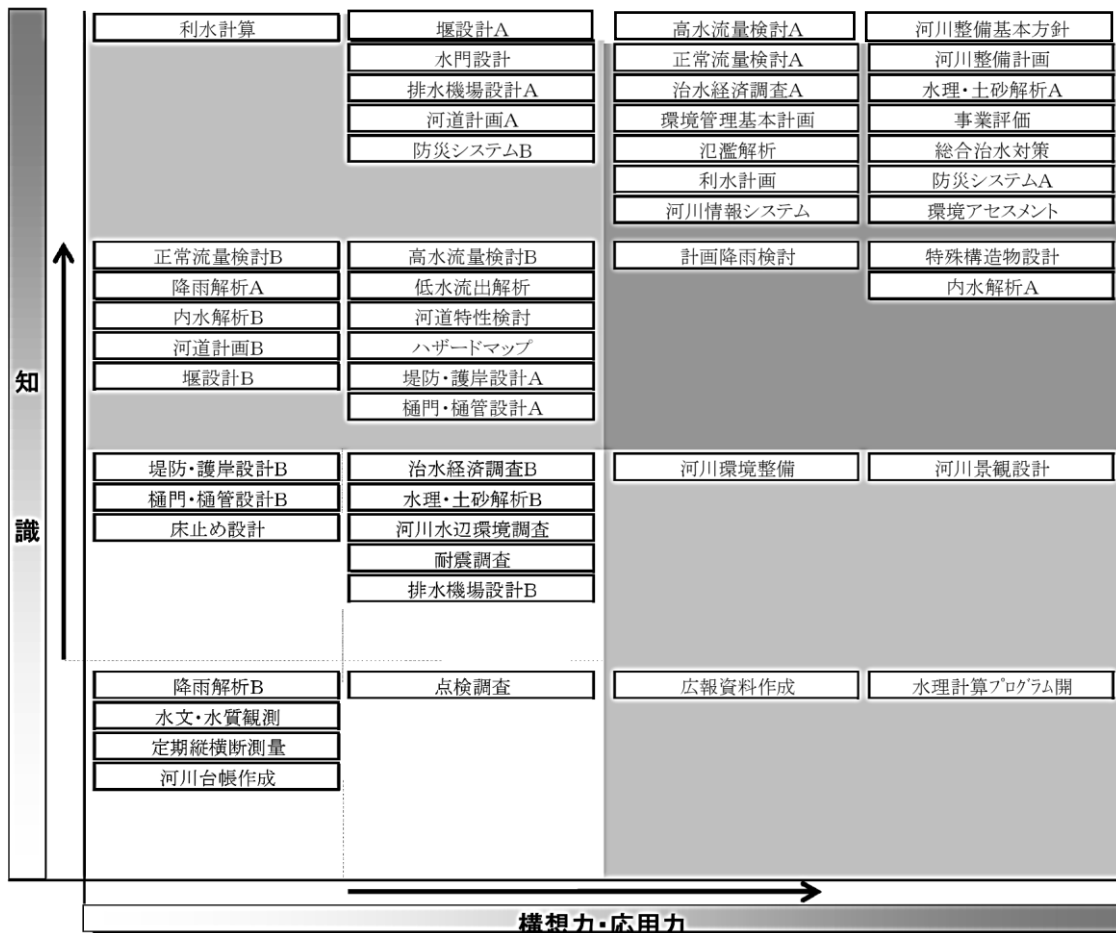 利水計算
堰設計A
高水流量検討A
河川整備基本方針
水門設計
正常流量検討A
河川整備計画
排水機場設計A
治水経済調査A
水理・土砂解析A
河道計画A
環境管理基本計画
事業評価
防災システムB
氾濫解析
総合治水対策
利水計画
防災システムA
河川情報システム
環境アセスメント
正常流量検討B
高水流量検討B
計画降雨検討
特殊構造物設計
降雨解析A
低水流出解析
内水解析A
内水解析B
河道特性検討
河道計画B
ハザードマップ
堰設計B
堤防・護岸設計A
樋門・樋管設計A
知
識
堤防・護岸設計B
治水経済調査B
河川環境整備
河川景観設計
樋門・樋管設計B
水理・土砂解析B
床止め設計
河川水辺環境調査
耐震調査
排水機場設計B
降雨解析B
点検調査
広報資料作成
水理計算プログラム開
水文・水質観測
定期縦横断測量
河川台帳作成
構想力・応用力